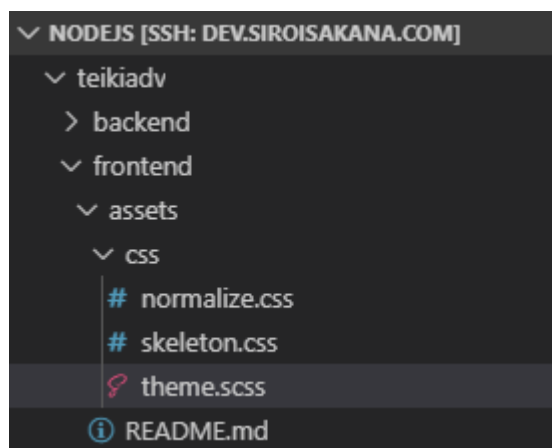 NODEJS [SSH: DEV.SIROISAKANA.COM]
teikiadv
backend
frontend
assets
css
# normalize.css
# skeleton.css
theme.scss
README.md